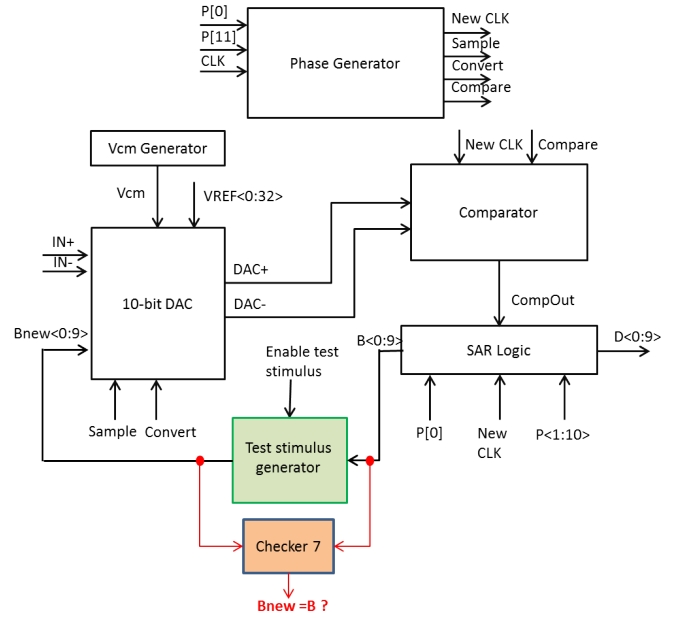 P[0]
P[11]
CLK
Phase Generator
New CLK
Sample
Convert
Compare
Vcm Generator
Vcm
VREF<0:32>
New CLK
Compare
Comparator
IN+
IN-
10-bit DAC
DAC+
DAC-
CompOut
Bnew<0:9>
Enable test
stimulus
B<0:9>
SAR Logic
D<0:9>
Sample
Convert
P[0]
New
CLK
P<1:10>
Test stimulus
generator
Checker 7
Bnew =B ?